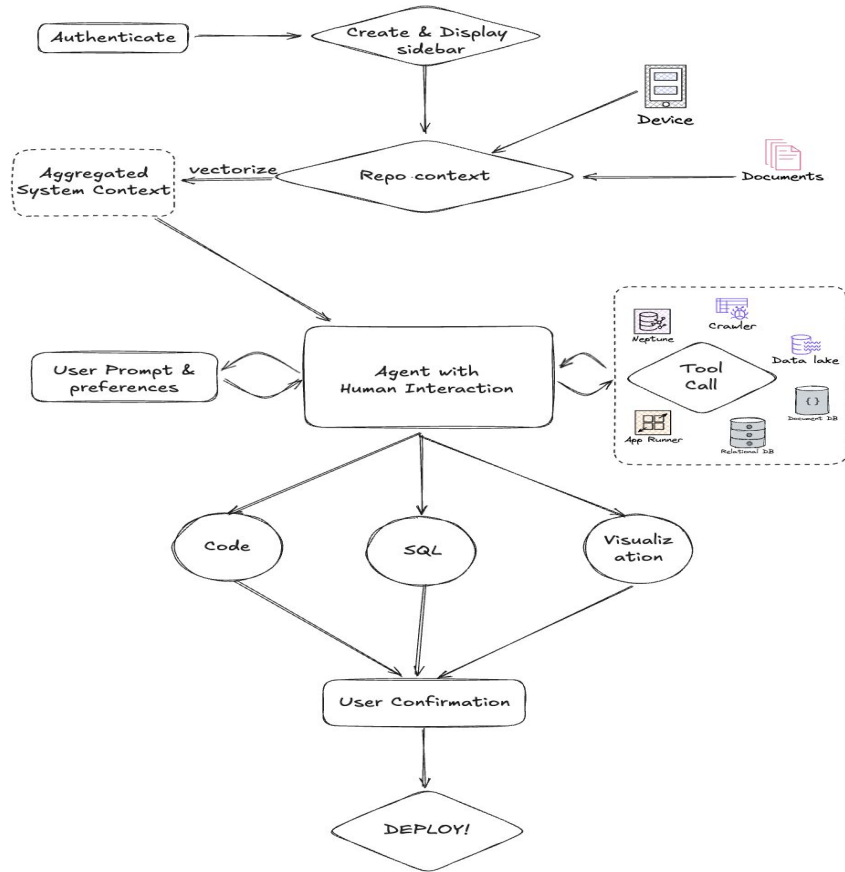 Authenticate
Create & Display
sidebar
Device
Aggregated
System Context
vectorize
Repo context
Documents
Neptune
Crawler
Data lake
User Prompt &
preferences
Agent with
Human Interaction
Tool
Call
{}
Document DB
App Runner
Relational DB
Code
SQL
Visualiz
ation
User Confirmation
DEPLOY!